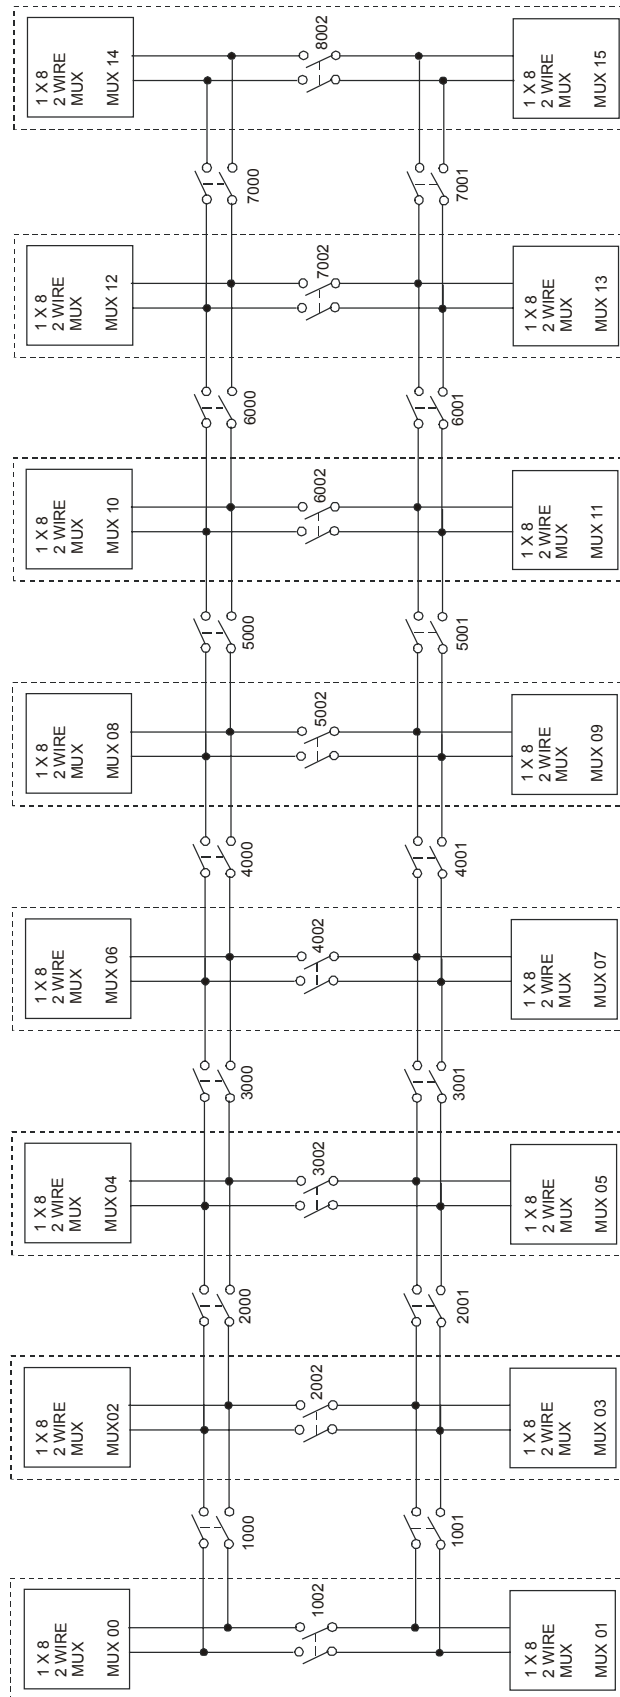 1 X 8
2 WIRE
MUX
MUX 14
8002
1 X 8
2 WIRE
MUX
MUX 15
7000
7001
1 X 8
2 WIRE
MUX
MUX 12
7002
1 X 8
2 WIRE
MUX
MUX 13
6000
6001
1 X 8
2 WIRE
MUX
MUX 10
6002
1 X 8
2 WIRE
MUX
MUX 11
5000
5001
1 X 8
2 WIRE
MUX
MUX 08
5002
1 X 8
2 WIRE
MUX
MUX 09
4000
4001
1 X 8
2 WIRE
MUX
MUX 06
4002
1 X 8
2 WIRE
MUX
MUX 07
3000
3001
1 X 8
2 WIRE
MUX
MUX 04
3002
1 X 8
2 WIRE
MUX
MUX 05
2000
2001
1 X 8
2 WIRE
MUX
MUX02
2002
1 X 8
2 WIRE
MUX
MUX 03
1000
1001
1 X 8
2 WIRE
MUX
MUX 00
1002
1 X 8
2 WIRE
MUX
MUX 01